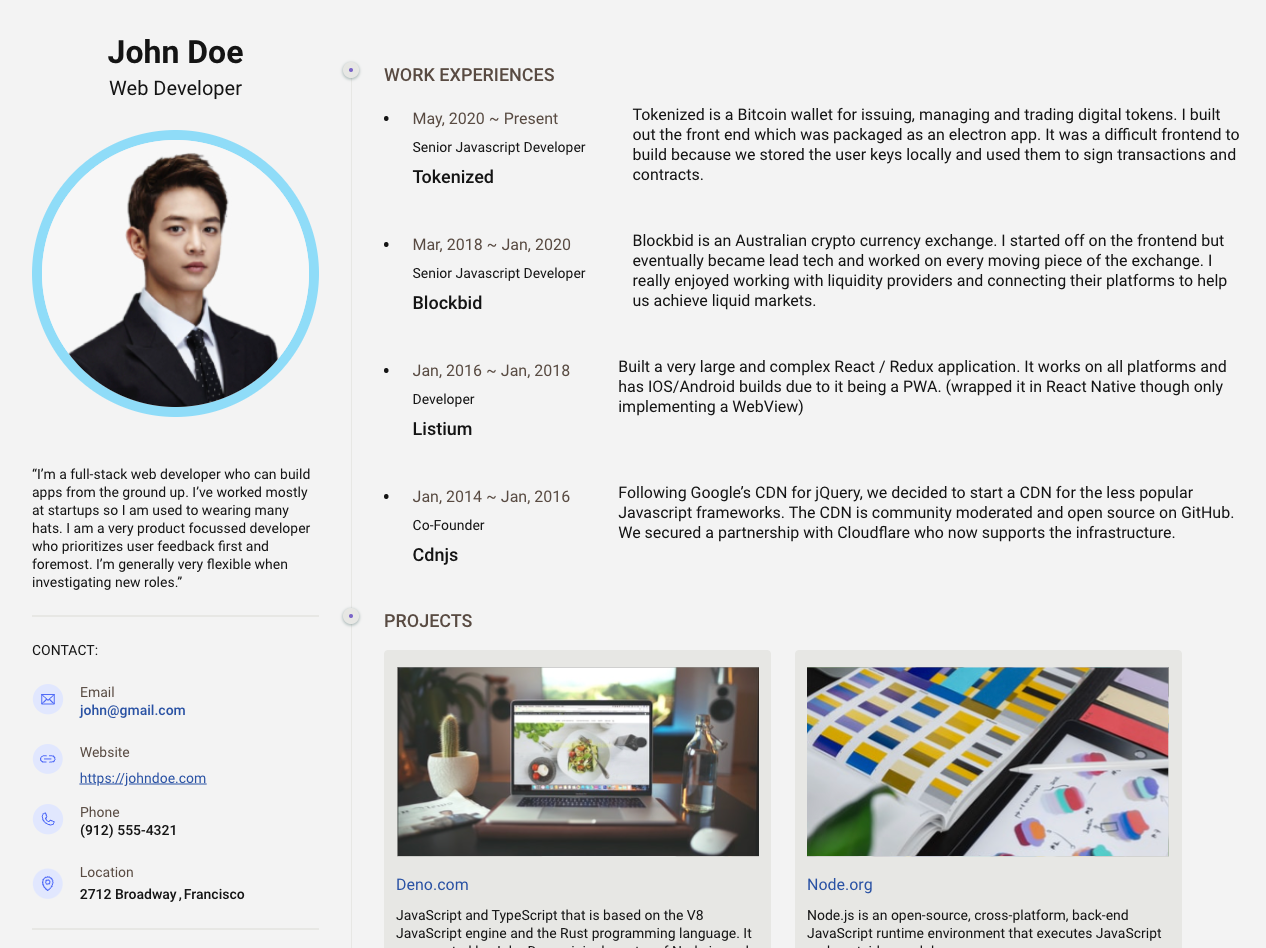 John Doe
Web Developer
“I’m a full-stack web developer who can build
apps from the ground up. I’ve worked mostly
at startups so I am used to wearing many
hats. I am a very product focussed developer
who prioritizes user feedback first and
foremost. I’m generally very flexible when
investigating new roles.”
CONTACT:
Email
john@gmail.com
Website
https://johndoe.com
Phone
(912) 555-4321
Location
2712 Broadway , Francisco
WORK EXPERIENCES
• May, 2020 ~ Present
Senior Javascript Developer
Tokenized
Tokenized is a Bitcoin wallet for issuing, managing and trading digital tokens. I built
out the front end which was packaged as an electron app. It was a difficult frontend to
build because we stored the user keys locally and used them to sign transactions and
contracts.
• Mar, 2018 ~ Jan, 2020
Senior Javascript Developer
Blockbid
Blockbid is an Australian crypto currency exchange. I started off on the frontend but
eventually became lead tech and worked on every moving piece of the exchange. I
really enjoyed working with liquidity providers and connecting their platforms to help
us achieve liquid markets.
• Jan, 2016 ~ Jan, 2018
Developer
Listium
Built a very large and complex React / Redux application. It works on all platforms and
has IOS/Android builds due to it being a PWA. (wrapped it in React Native though only
implementing a WebView)
• Jan, 2014 ~ Jan, 2016
Co-Founder
Cdnjs
Following Google’s CDN for jQuery, we decided to start a CDN for the less popular
Javascript frameworks. The CDN is community moderated and open source on GitHub.
We secured a partnership with Cloudflare who now supports the infrastructure.
PROJECTS
Deno.com
JavaScript and TypeScript that is based on the V8
JavaScript engine and the Rust programming language. It
Node.org
Node.js is an open-source, cross-platform, back-end
JavaScript runtime environment that executes JavaScript